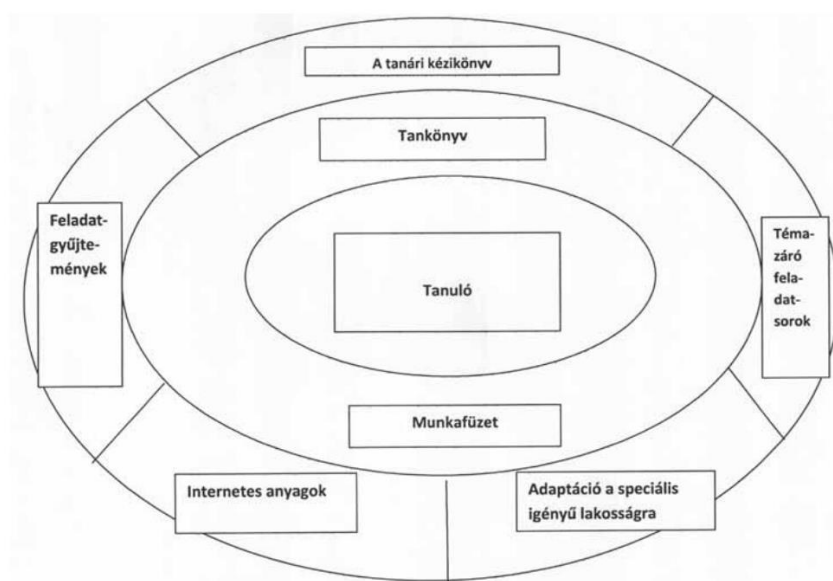 A tanári kézikönyv
Tankönyv
Feladat-
gyűjte-
mények
Téma-
záró
fela-
dat-
sorok
Tanuló
Munkafüzet
Internetes anyagok
Adaptáció a speciális
igényű lakosságra